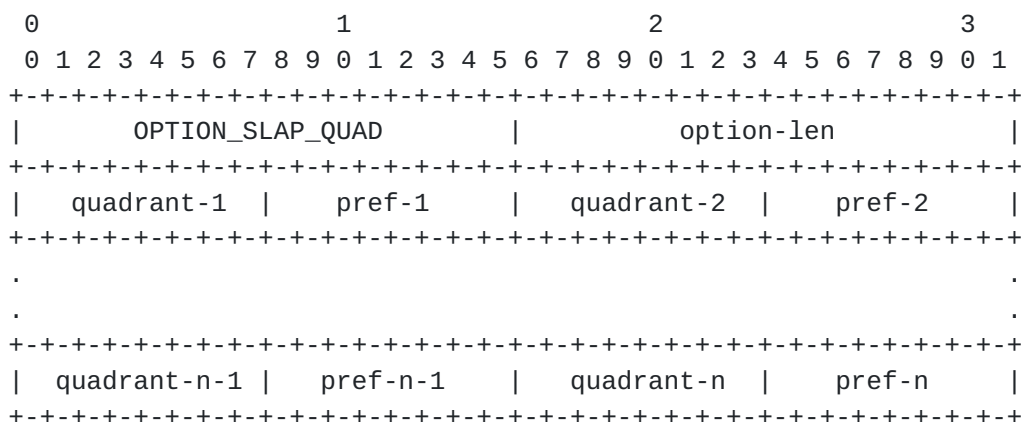 0                   1                   2                   3
 0 1 2 3 4 5 6 7 8 9 0 1 2 3 4 5 6 7 8 9 0 1 2 3 4 5 6 7 8 9 0 1
+-+-+-+-+-+-+-+-+-+-+-+-+-+-+-+-+-+-+-+-+-+-+-+-+-+-+-+-+-+-+-+-+
|       OPTION_SLAP_QUAD        |          option-len           |
+-+-+-+-+-+-+-+-+-+-+-+-+-+-+-+-+-+-+-+-+-+-+-+-+-+-+-+-+-+-+-+-+
|   quadrant-1  |    pref-1     |   quadrant-2  |    pref-2     |
+-+-+-+-+-+-+-+-+-+-+-+-+-+-+-+-+-+-+-+-+-+-+-+-+-+-+-+-+-+-+-+-+
.                                                               .
.                                                               .
+-+-+-+-+-+-+-+-+-+-+-+-+-+-+-+-+-+-+-+-+-+-+-+-+-+-+-+-+-+-+-+-+
|  quadrant-n-1 |   pref-n-1    |   quadrant-n  |    pref-n     |
+-+-+-+-+-+-+-+-+-+-+-+-+-+-+-+-+-+-+-+-+-+-+-+-+-+-+-+-+-+-+-+-+